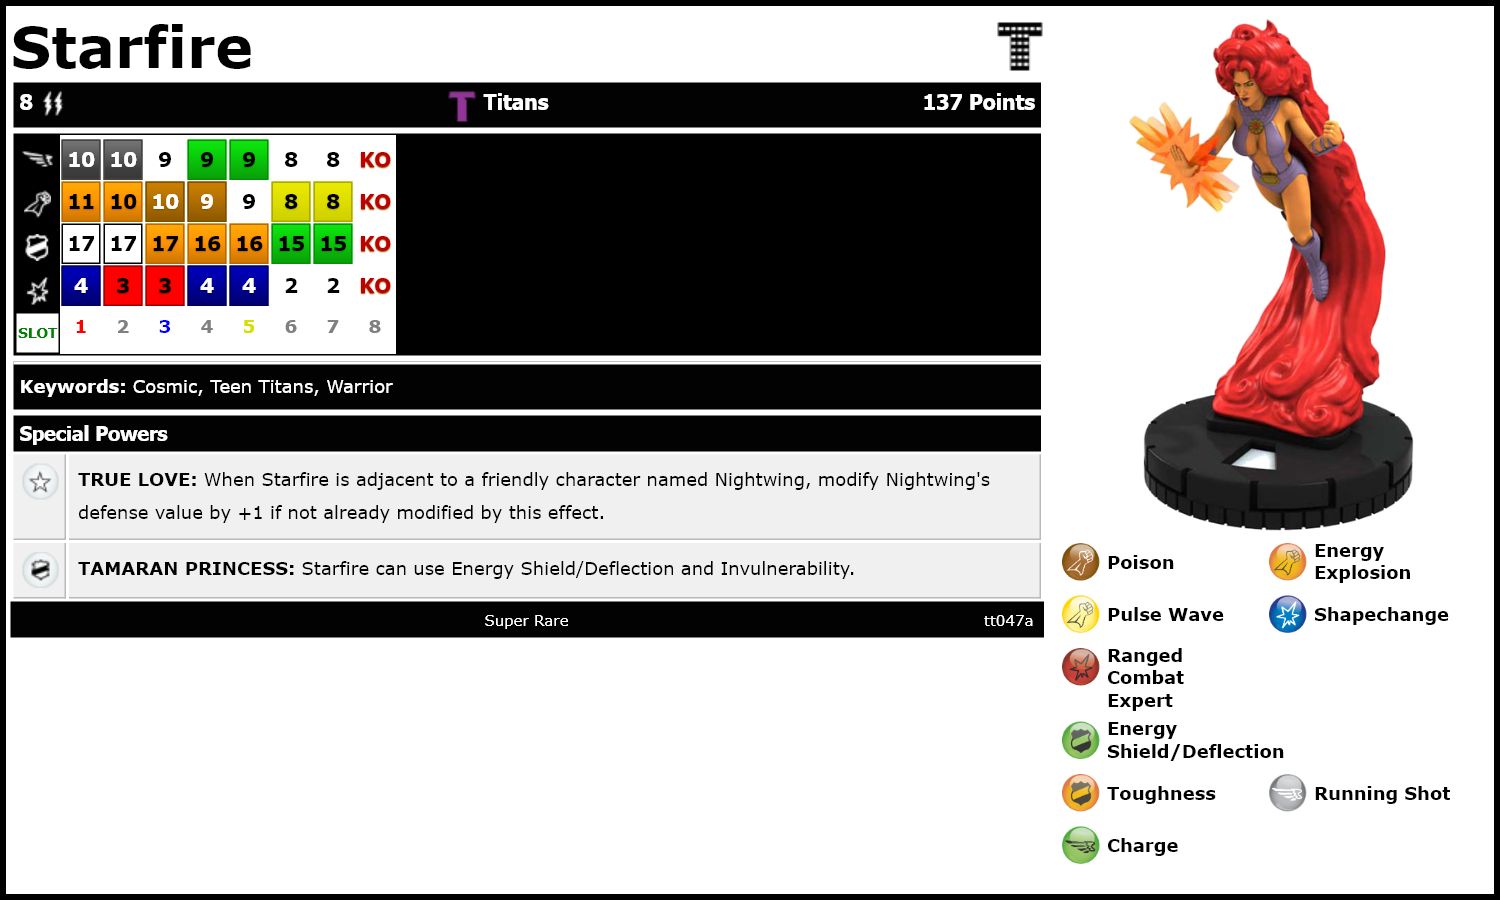 Starfire
T
8 T Titans 137 Points
10 10 9 9 9 8 8 KO
11 10 10 9 9 8 8 KO
17 17 17 16 16 15 15 KO
4 3 3 4 4 2 2 KO
SLOT 1 2 3 4 5 6 7 8
Keywords: Cosmic, Teen Titans, Warrior
Special Powers
TRUE LOVE: When Starfire is adjacent to a friendly character named Nightwing, modify Nightwing's
defense value by +1 if not already modified by this effect.
TAMARAN PRINCESS: Starfire can use Energy Shield/Deflection and Invulnerability.
Super Rare tt047a
Poison
Energy
Explosion
Pulse Wave
Shapechange
Ranged
Combat
Expert
Energy
Shield/Deflection
Toughness
Running Shot
Charge